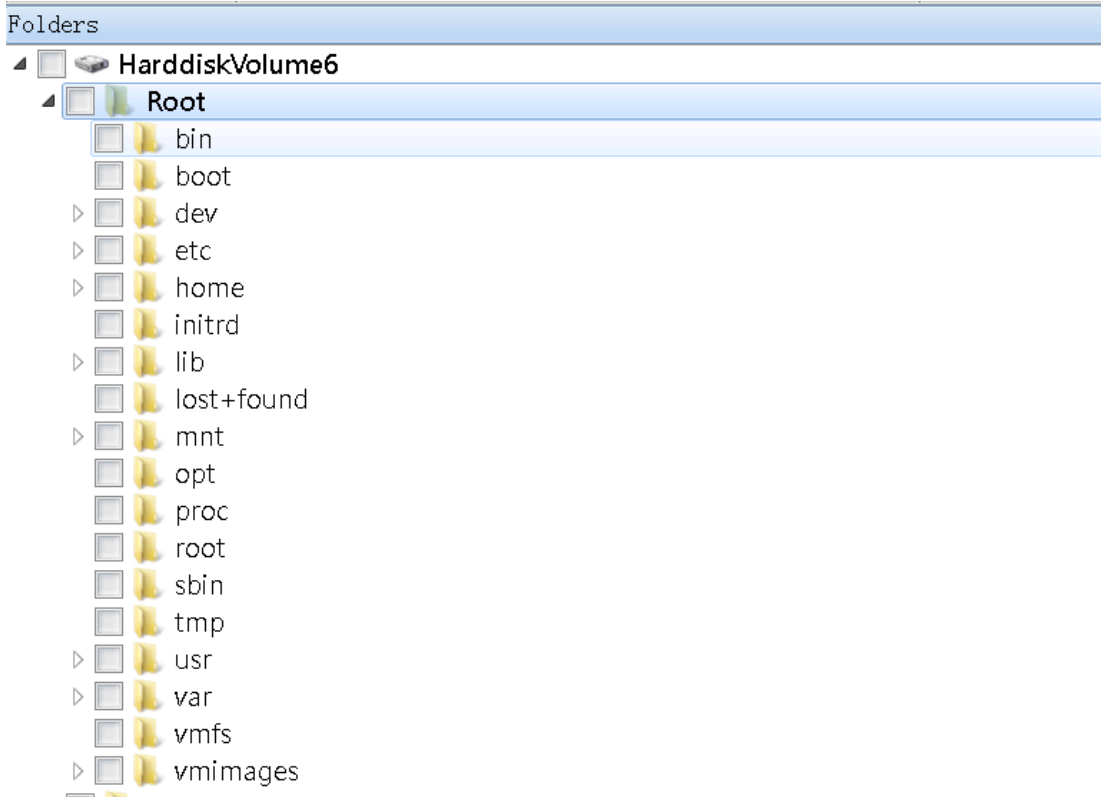 Folders
HarddiskVolume6
Root
bin
boot
dev
etc
home
initrd
lib
lost+found
mnt
opt
proc
root
sbin
tmp
usr
var
vmfs
vmimages